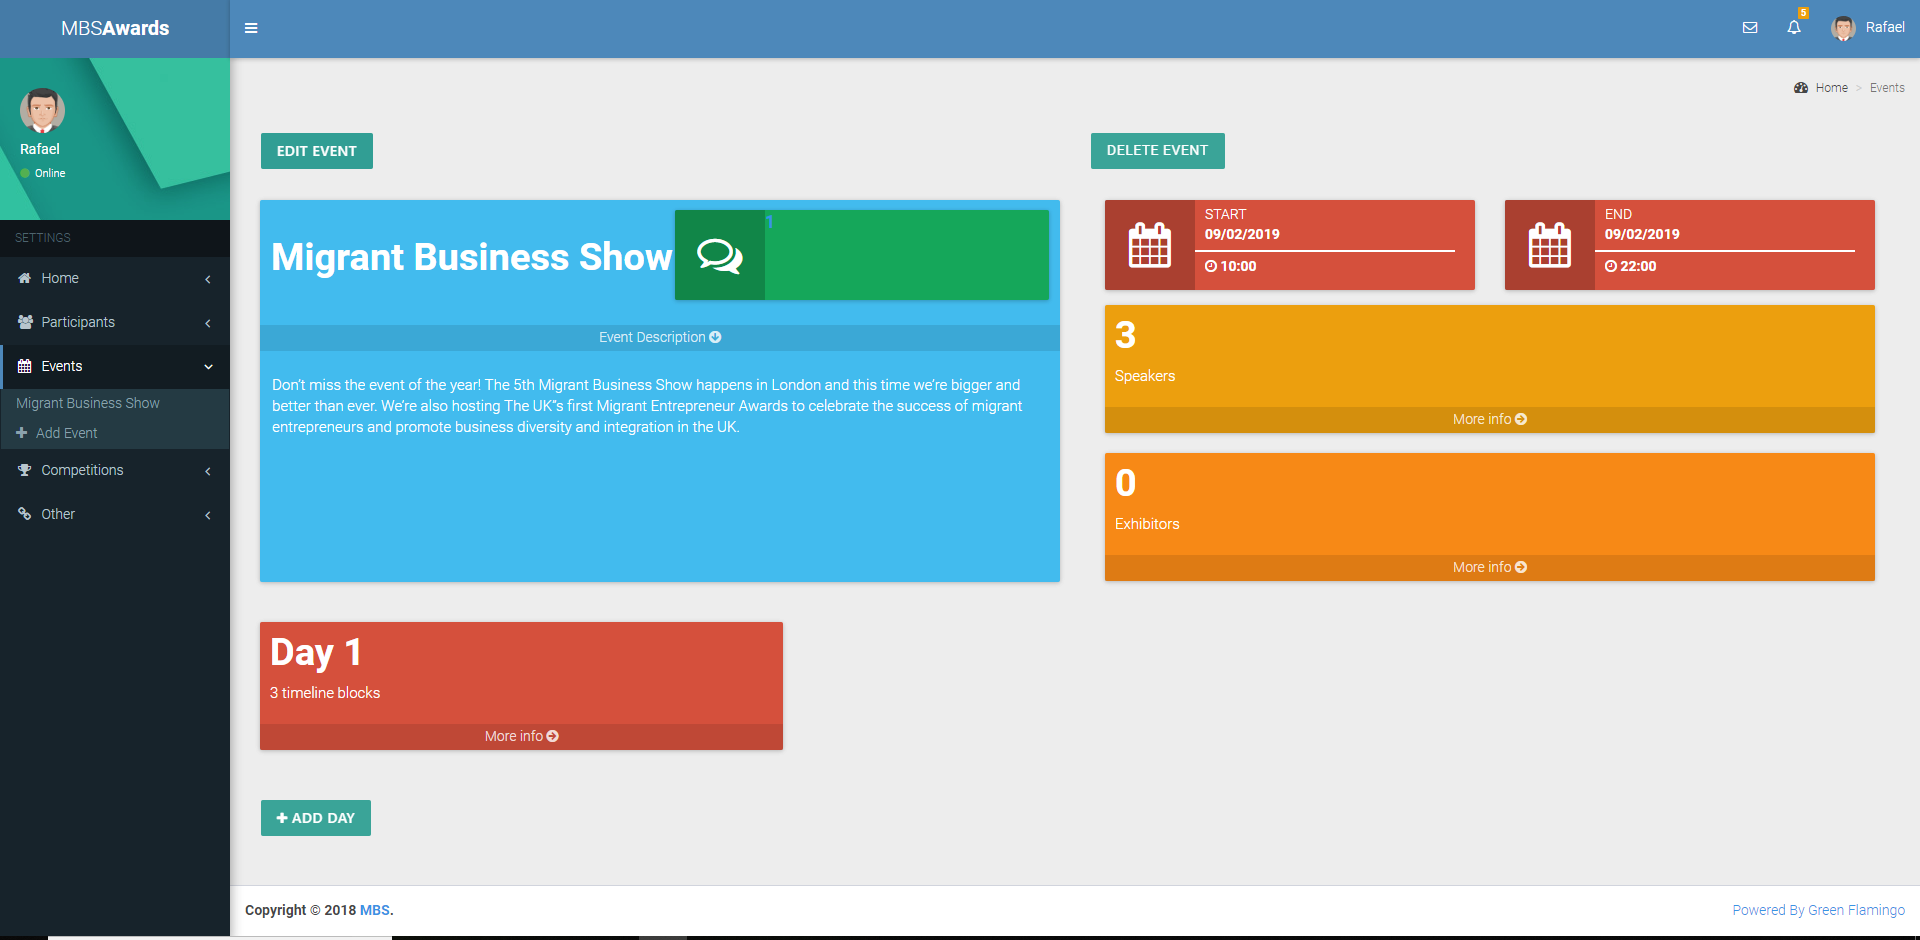 MBSAwards
5
Rafael
Rafael
Online
SETTINGS
Home
Participants
Events
Migrant Business Show
Add Event
Competitions
Other
Home > Events
EDIT EVENT
DELETE EVENT
Migrant Business Show
1
Event Description
Don't miss the event of the year! The 5th Migrant Business Show happens in London and this time we're bigger and
better than ever. We're also hosting The UK"s first Migrant Entrepreneur Awards to celebrate the success of migrant
entrepreneurs and promote business diversity and integration in the UK.
START
09/02/2019
10:00
END
09/02/2019
22:00
3
Speakers
More info
0
Exhibitors
More info
Day 1
3 timeline blocks
More info
ADD DAY
Copyright © 2018 MBS.
Powered By Green Flamingo